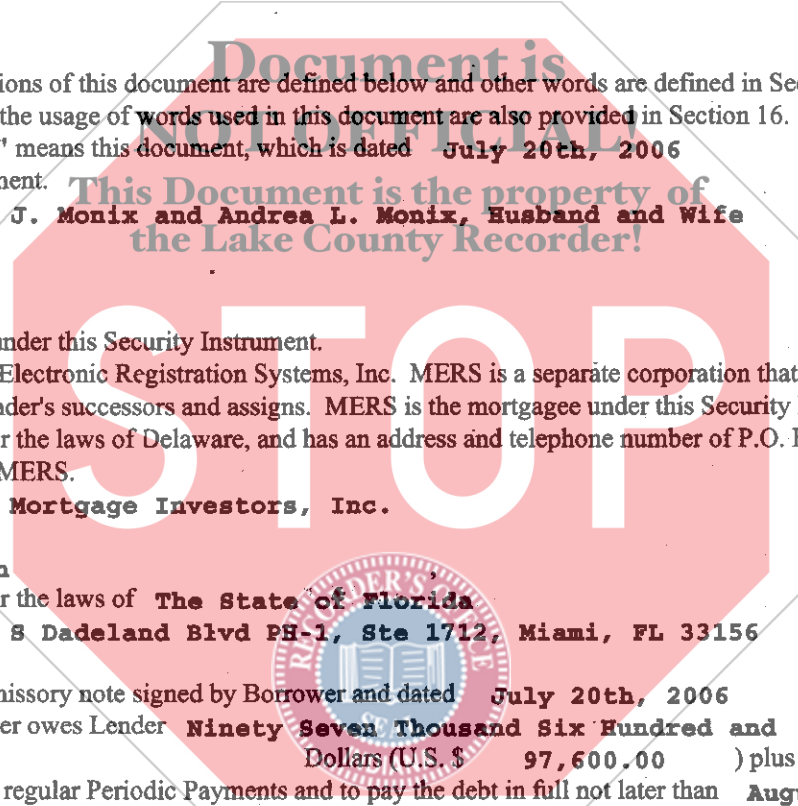 Document is
ions of this document are defined below and other words are defined in Sec
the usage of words used in this document are also provided in Section 16.
NOT OFFICIAL!
" means this document, which is dated July 20th, 2006
ment.
This Document is the property of
J. Monix and Andrea L. Monix, Husband and Wife
the Lake County Recorder!
under this Security Instrument.
Electronic Registration Systems, Inc. MERS is a separate corporation that
nder's successors and assigns. MERS is the mortgagee under this Security
r the laws of Delaware, and has an address and telephone number of P.O.
MERS.
STOP
Mortgage Investors, Inc.
n
r the laws of The State of Florida
S Dadeland Blvd PH-1, Ste 1712, Miami, FL 33156
RECORDER'S OFFICE
SEAL
missory note signed by Borrower and dated July 20th, 2006
er owes Lender Ninety Seven Thousand Six Hundred and
Dollars (U.S. $ 97,600.00 ) plus
regular Periodic Payments and to pay the debt in full not later than Augu